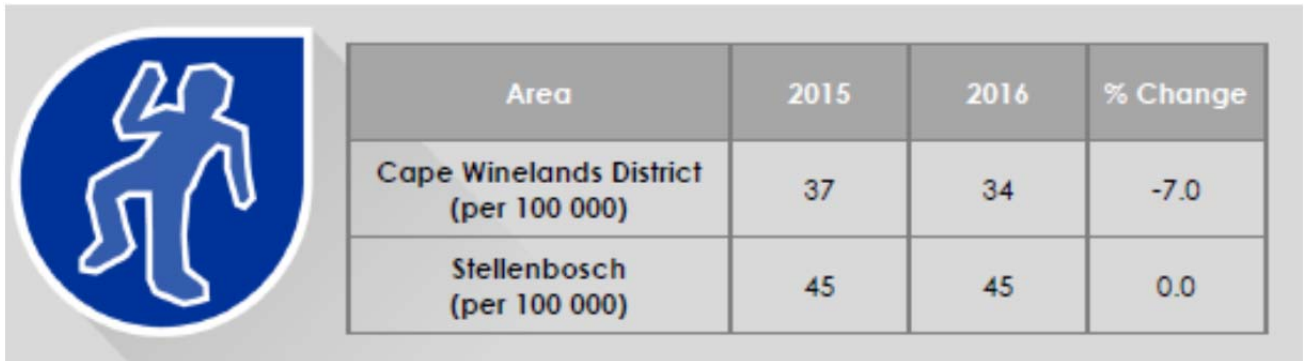 Area 2015 2016 % Change
Cape Winelands District
(per 100 000) 37 34 -7.0
Stellenbosch
(per 100 000) 45 45 0.0